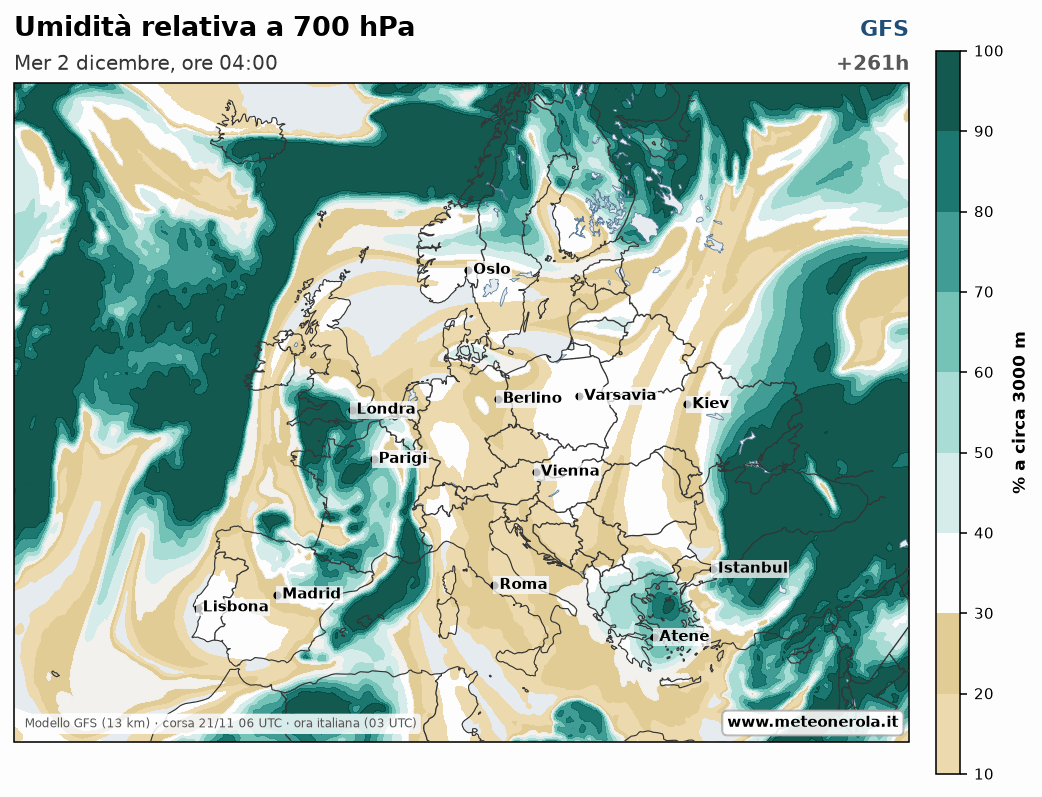 Umidità relativa a 700 hPa
GFS
Mer 2 dicembre, ore 04:00
+261h
Oslo
Londra
Berlino
Varsavia
Kiev
Parigi
Vienna
Istanbul
Roma
Madrid
Lisbona
Atene
Modello GFS (13 km) · corsa 21/11 06 UTC · ora italiana (03 UTC)
www.meteonerola.it
100
90
80
70
60
50
40
30
20
10
% a circa 3000 m